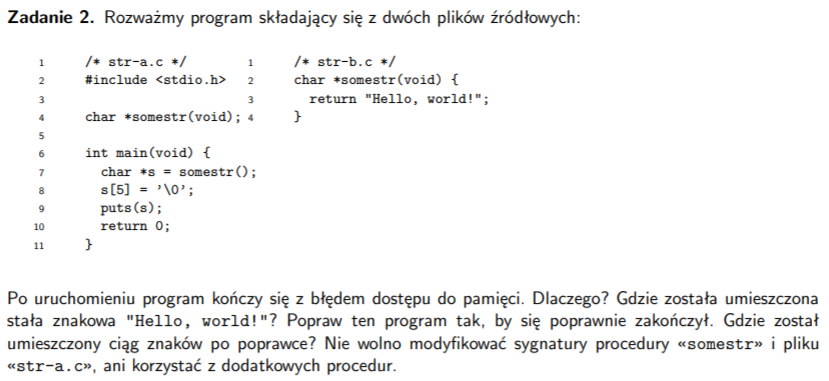 Zadanie 2. Rozważmy program składający się z dwóch plików źródłowych:
1 /* str-a.c */
2 #include <stdio.h>
3
4 char *somestr(void);
5
6 int main(void) {
7 char *s = somestr();
8 s[5] = '\0';
9 puts(s);
10 return 0;
11 }
1 /* str-b.c */
2 char *somestr(void) {
3 return "Hello, world!";
4 }
Po uruchomieniu program kończy się z błędem dostępu do pamięci. Dlaczego? Gdzie została umieszczona
stała znakowa "Hello, world!"? Popraw ten program tak, by się poprawnie zakończył. Gdzie został
umieszczony ciąg znaków po poprawce? Nie wolno modyfikować sygnatury procedury «somestr» i pliku
«str-a.c», ani korzystać z dodatkowych procedur.